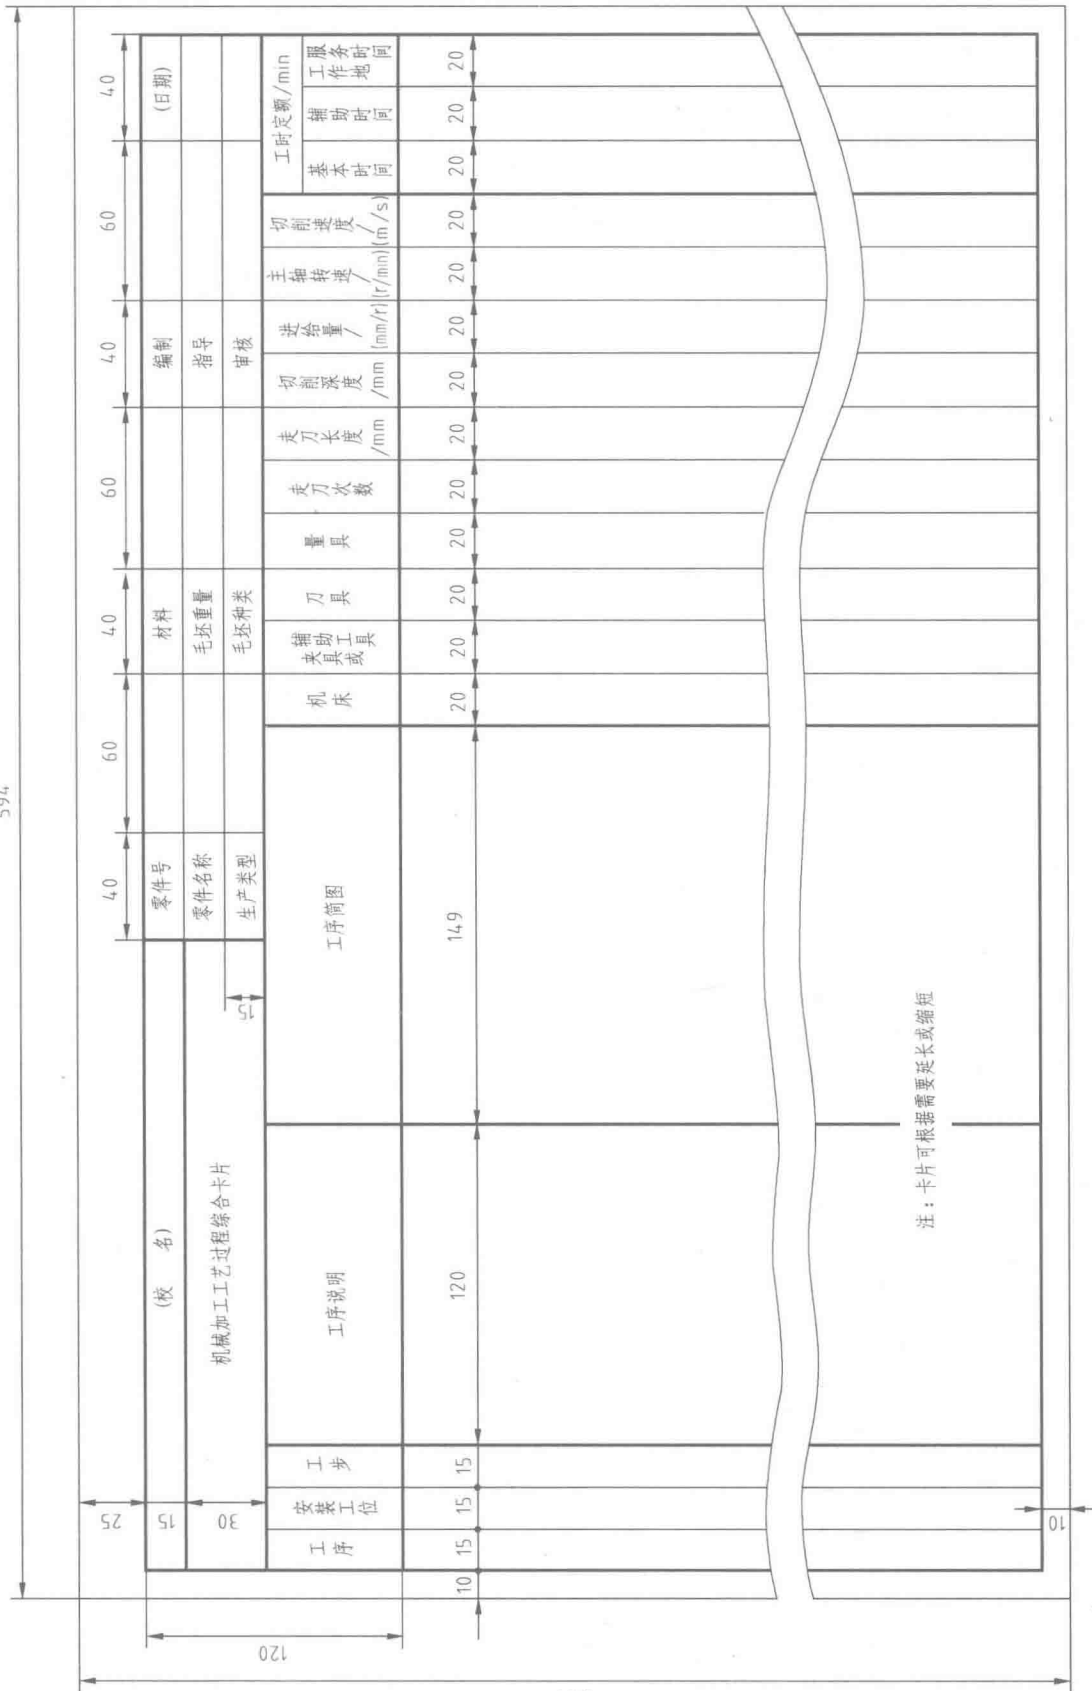 594
40
60
40
60
40
60
40
25
15
30
15
120
(校 名)
机械加工工艺过程综合卡片
零件号
零件名称
生产类型
材料
毛坯重量
毛坯种类
编制
指导
审核
(日期)
工序
安装工位
工步
工序说明
工序简图
机床
夹具或
辅助工具
刀具
量具
走刀次数
走刀长度
/mm
切削深度
/mm
进给量/
(mm/r)
主轴转速/
(r/min)
切削速度/
(m/s)
工时定额/min
基本时间
辅助时间
工作地
服务时间
10
15
15
15
120
149
20
20
20
20
20
20
20
20
20
20
20
20
20
注：卡片可根据需要延长或缩短
10